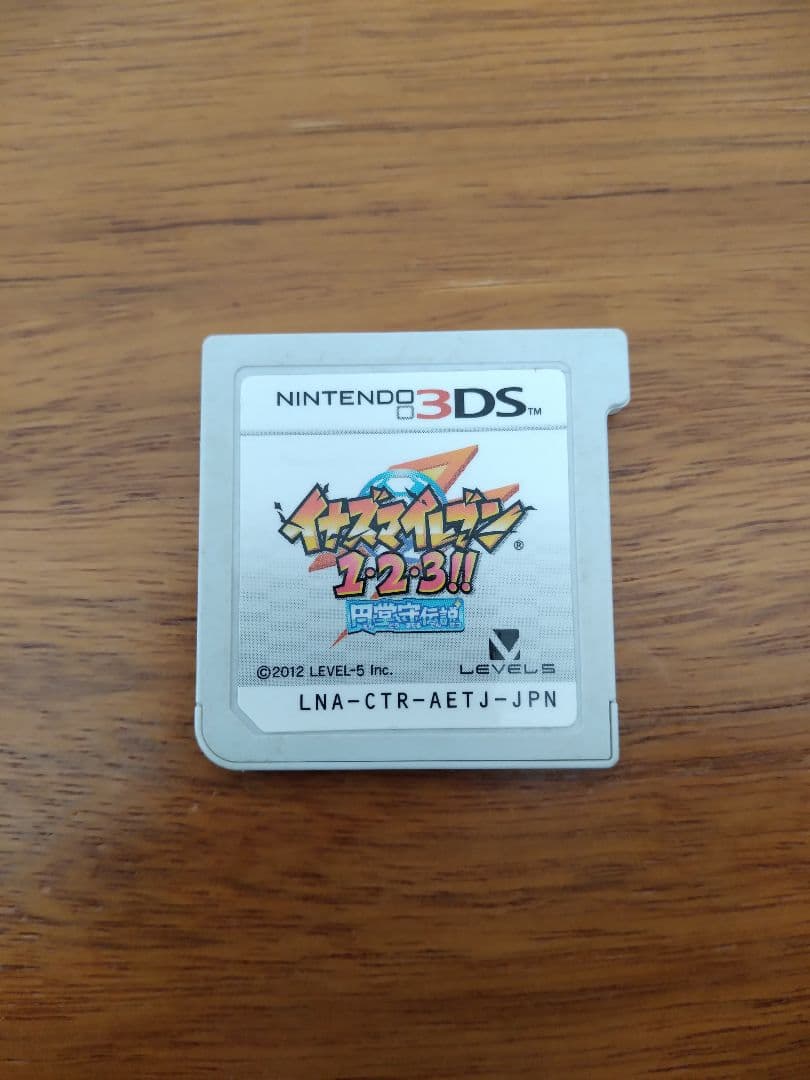 NINTENDO 3DS™
イナズマイレブン®
1・2・3!!
円堂守伝説
©2012 LEVEL-5 Inc.
LEVEL5
LNA-CTR-AETJ-JPN